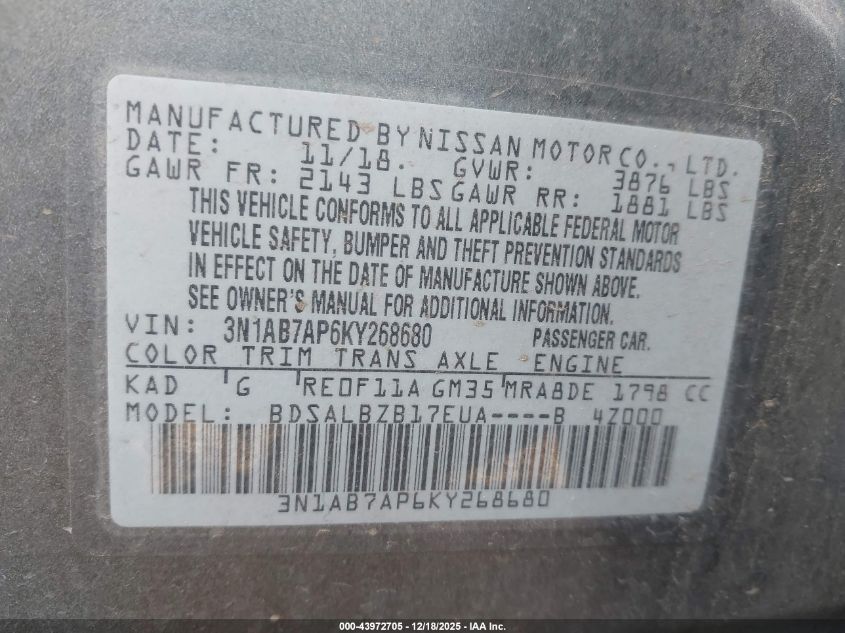 MANUFACTURED BY NISSAN MOTOR CO., LTD.
DATE: 11/18. GVWR: 3876 LBS
GAWR FR: 2143 LBS GAWR RR: 1881 LBS
THIS VEHICLE CONFORMS TO ALL APPLICABLE FEDERAL MOTOR
VEHICLE SAFETY, BUMPER AND THEFT PREVENTION STANDARDS
IN EFFECT ON THE DATE OF MANUFACTURE SHOWN ABOVE.
SEE OWNER'S MANUAL FOR ADDITIONAL INFORMATION.
VIN: 3N1AB7AP6KY268680 PASSENGER CAR.
COLOR TRIM TRANS AXLE ENGINE
KAD G RE0F11A GM35 MRA8DE 1798 CC
MODEL: BDSALBZB17EUA----B 4Z000
3N1AB7AP6KY268680
000-43972705 - 12/18/2025 - IAA Inc.